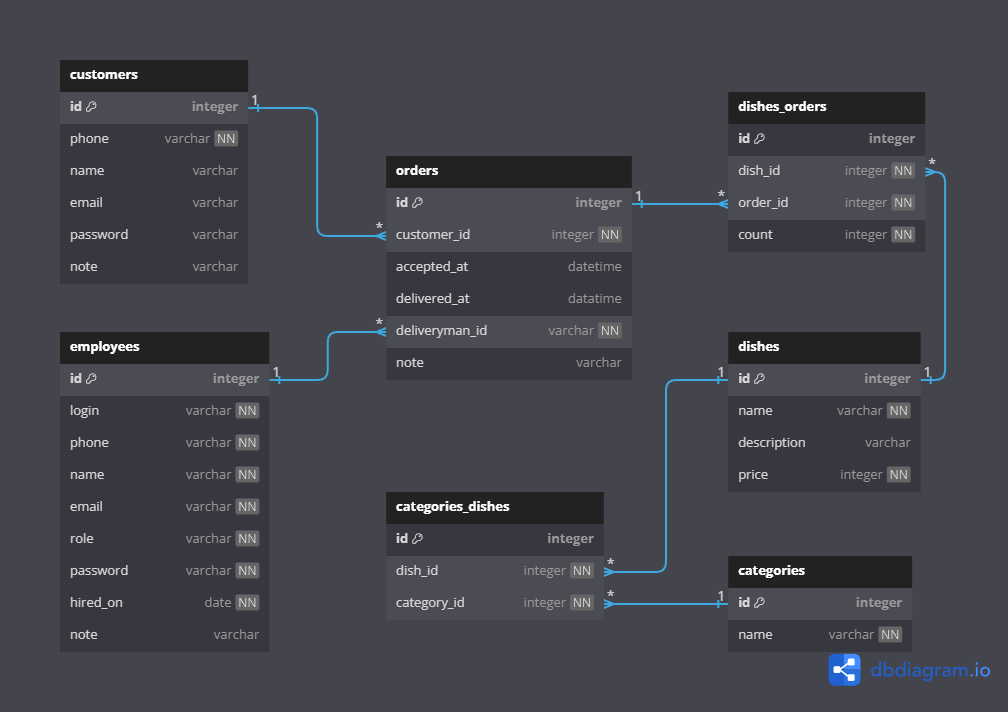 customers
id integer
phone varchar NN
name varchar
email varchar
password varchar
note varchar
employees
id integer
login varchar NN
phone varchar NN
name varchar NN
email varchar NN
role varchar NN
password varchar NN
hired_on date NN
note varchar
orders
id integer
customer_id integer NN
accepted_at datetime
delivered_at datatime
deliveryman_id varchar NN
note varchar
categories_dishes
id integer
dish_id integer NN
category_id integer NN
dishes_orders
id integer
dish_id integer NN
order_id integer NN
count integer NN
dishes
id integer
name varchar NN
description varchar
price integer NN
categories
id integer
name varchar NN
1
*
1
*
1
*
*
1
1
*
*
1
dbdiagram.io